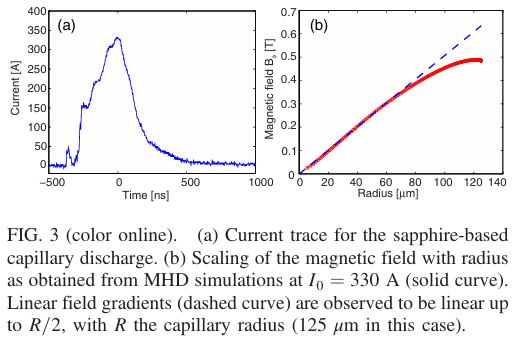 (a)
400
350
300
250
200
150
100
50
0
Current [A]
−500
0
500
1000
Time [ns]
(b)
0.7
0.6
0.5
0.4
0.3
0.2
0.1
0
Magnetic field Bϕ [T]
0
20
40
60
80
100
120
140
Radius [μm]
FIG. 3 (color online). (a) Current trace for the sapphire-based
capillary discharge. (b) Scaling of the magnetic field with radius
as obtained from MHD simulations at I₀ = 330 A (solid curve).
Linear field gradients (dashed curve) are observed to be linear up
to R/2, with R the capillary radius (125 μm in this case).